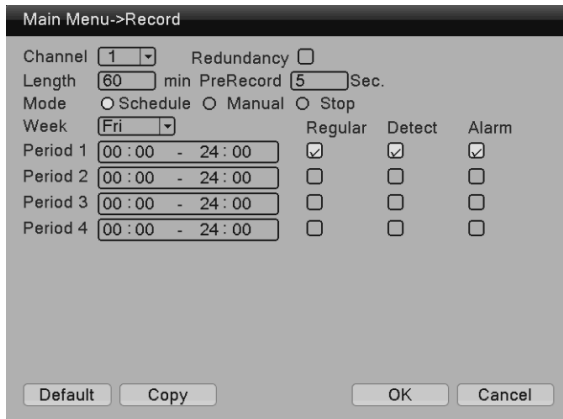 Main Menu->Record
Channel 1 Redundancy
Length 60 min PreRecord 5 Sec.
Mode Schedule Manual Stop
Week Fri Regular Detect Alarm
Period 1 00:00 - 24:00
Period 2 00:00 - 24:00
Period 3 00:00 - 24:00
Period 4 00:00 - 24:00
Default Copy OK Cancel